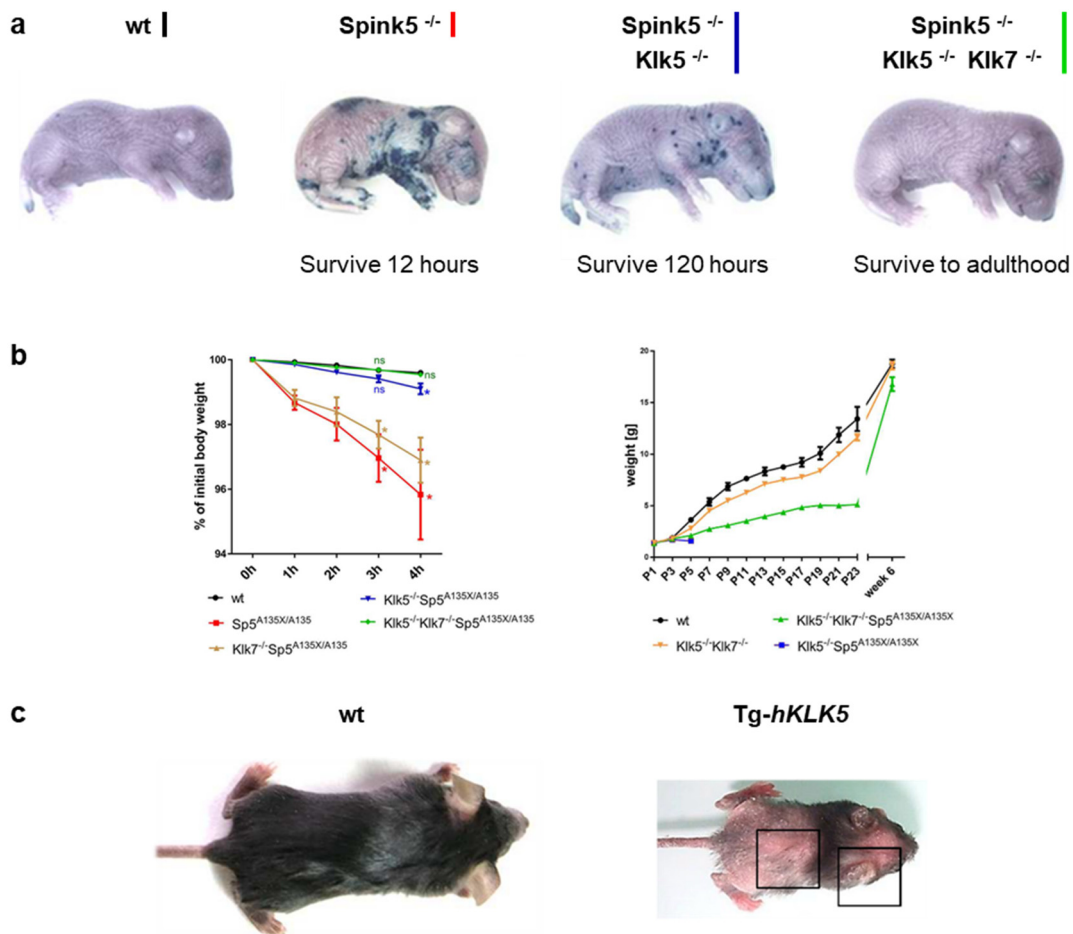 a
wt
Spink5 -/-
Spink5 -/-
Klk5 -/-
Spink5 -/-
Klk5 -/- Klk7 -/-
Survive 12 hours
Survive 120 hours
Survive to adulthood
b
% of initial body weight
100
98
96
94
ns
ns
ns
*
*
*
*
*
0h
1h
2h
3h
4h
wt
Sp5A135X/A135
Klk7-/-Sp5A135X/A135
Klk5-/-Sp5A135X/A135
Klk5-/-Klk7-/-Sp5A135X/A135
weight [g]
20
15
10
5
0
P1
P3
P5
P7
P9
P11
P13
P15
P17
P19
P21
P23
week 6
wt
Klk5-/-Klk7-/-
Klk5-/-Klk7-/-Sp5A135X/A135X
Klk5-/-Sp5A135X/A135X
c
wt
Tg-hKLK5